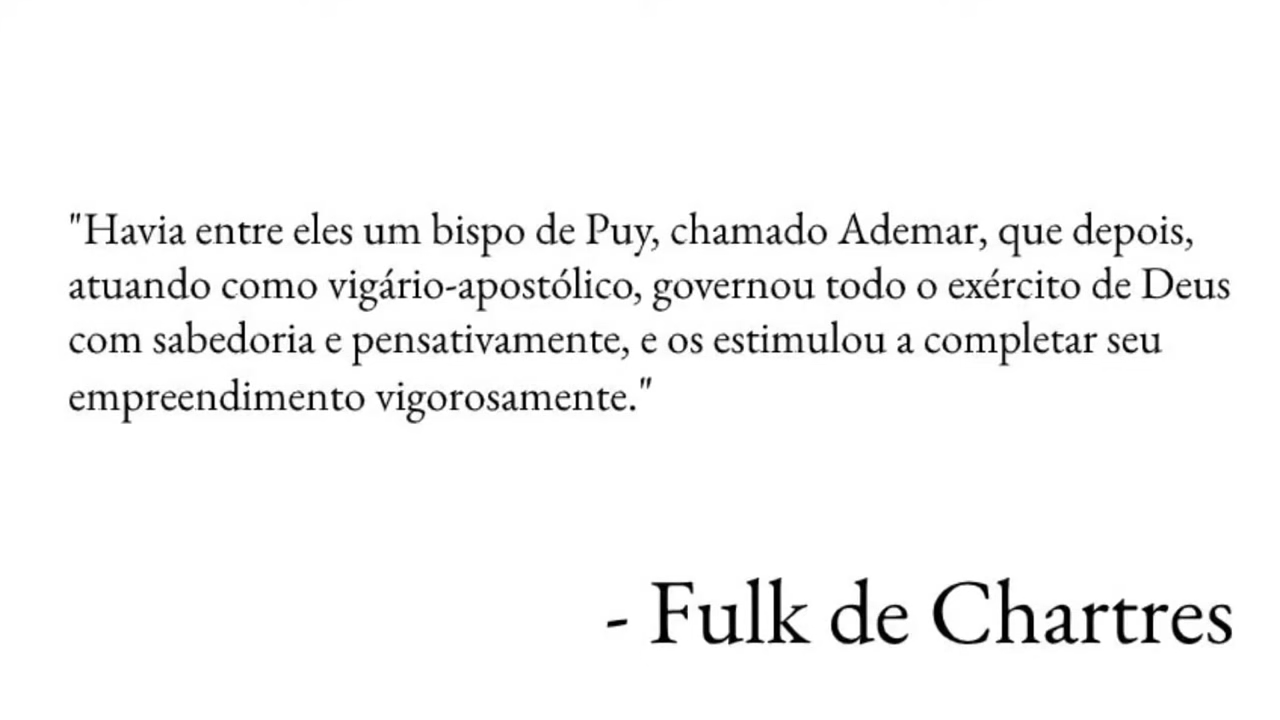 "Havia entre eles um bispo de Puy, chamado Ademar, que depois,
atuando como vigário-apostólico, governou todo o exército de Deus
com sabedoria e pensativamente, e os estimulou a completar seu
empreendimento vigorosamente."
- Fulk de Chartres